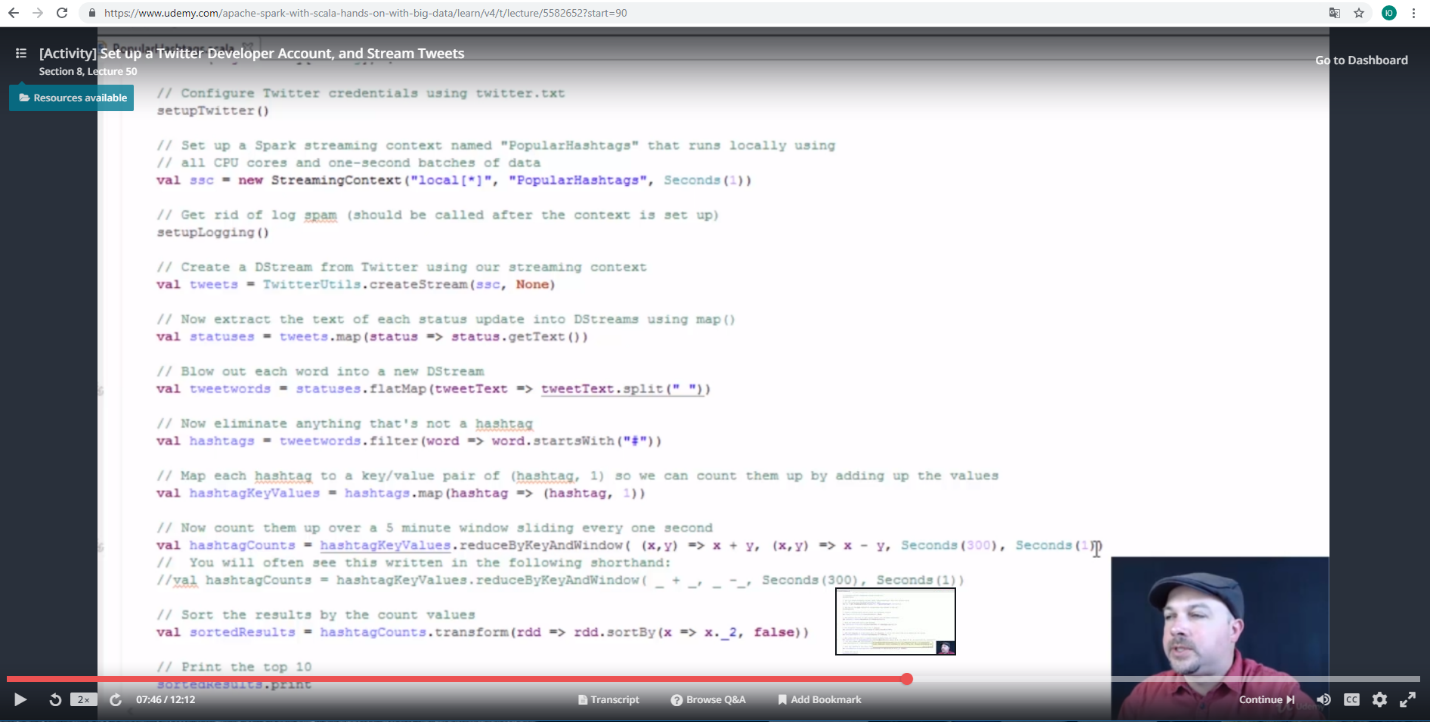 https://www.udemy.com/apache-spark-with-scala-hands-on-with-big-data/learn/v4/t/lecture/5582652?start=90
[Activity] Set up a Twitter Developer Account, and Stream Tweets
Section 8, Lecture 50
Go to Dashboard
Resources available
// Configure Twitter credentials using twitter.txt
setupTwitter()
// Set up a Spark streaming context named "PopularHashtags" that runs locally using
// all CPU cores and one-second batches of data
val ssc = new StreamingContext("local[*]", "PopularHashtags", Seconds(1))
// Get rid of log spam (should be called after the context is set up)
setupLogging()
// Create a DStream from Twitter using our streaming context
val tweets = TwitterUtils.createStream(ssc, None)
// Now extract the text of each status update into DStreams using map()
val statuses = tweets.map(status => status.getText())
// Blow out each word into a new DStream
val tweetwords = statuses.flatMap(tweetText => tweetText.split(" "))
// Now eliminate anything that's not a hashtag
val hashtags = tweetwords.filter(word => word.startsWith("#"))
// Map each hashtag to a key/value pair of (hashtag, 1) so we can count them up by adding up the values
val hashtagKeyValues = hashtags.map(hashtag => (hashtag, 1))
// Now count them up over a 5 minute window sliding every one second
val hashtagCounts = hashtagKeyValues.reduceByKeyAndWindow( (x,y) => x + y, (x,y) => x - y, Seconds(300), Seconds(1))
// You will often see this written in the following shorthand:
//val hashtagCounts = hashtagKeyValues.reduceByKeyAndWindow( _ + _, _ -_, Seconds(300), Seconds(1))
// Sort the results by the count values
val sortedResults = hashtagCounts.transform(rdd => rdd.sortBy(x => x._2, false))
// Print the top 10
sortedResults.print
2×
07:46 / 12:12
Transcript
Browse Q&A
Add Bookmark
Continue
CC